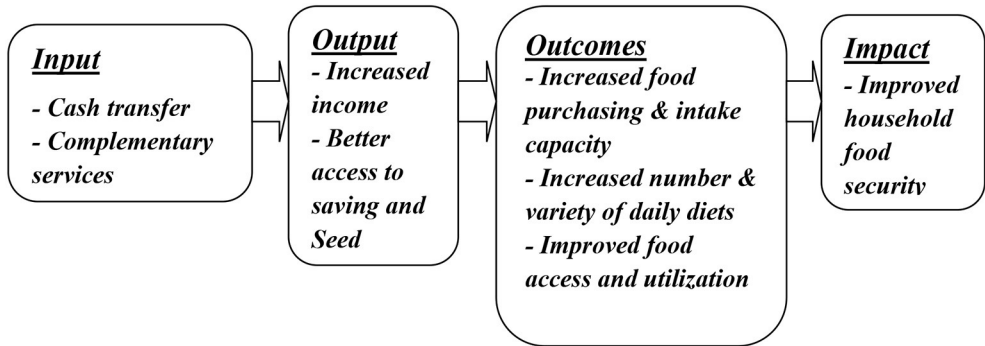 Input
- Cash transfer
- Complementary
services
Output
- Increased
income
- Better
access to
saving and
Seed
Outcomes
- Increased food
purchasing & intake
capacity
- Increased number &
variety of daily diets
- Improved food
access and utilization
Impact
- Improved
household
food
security